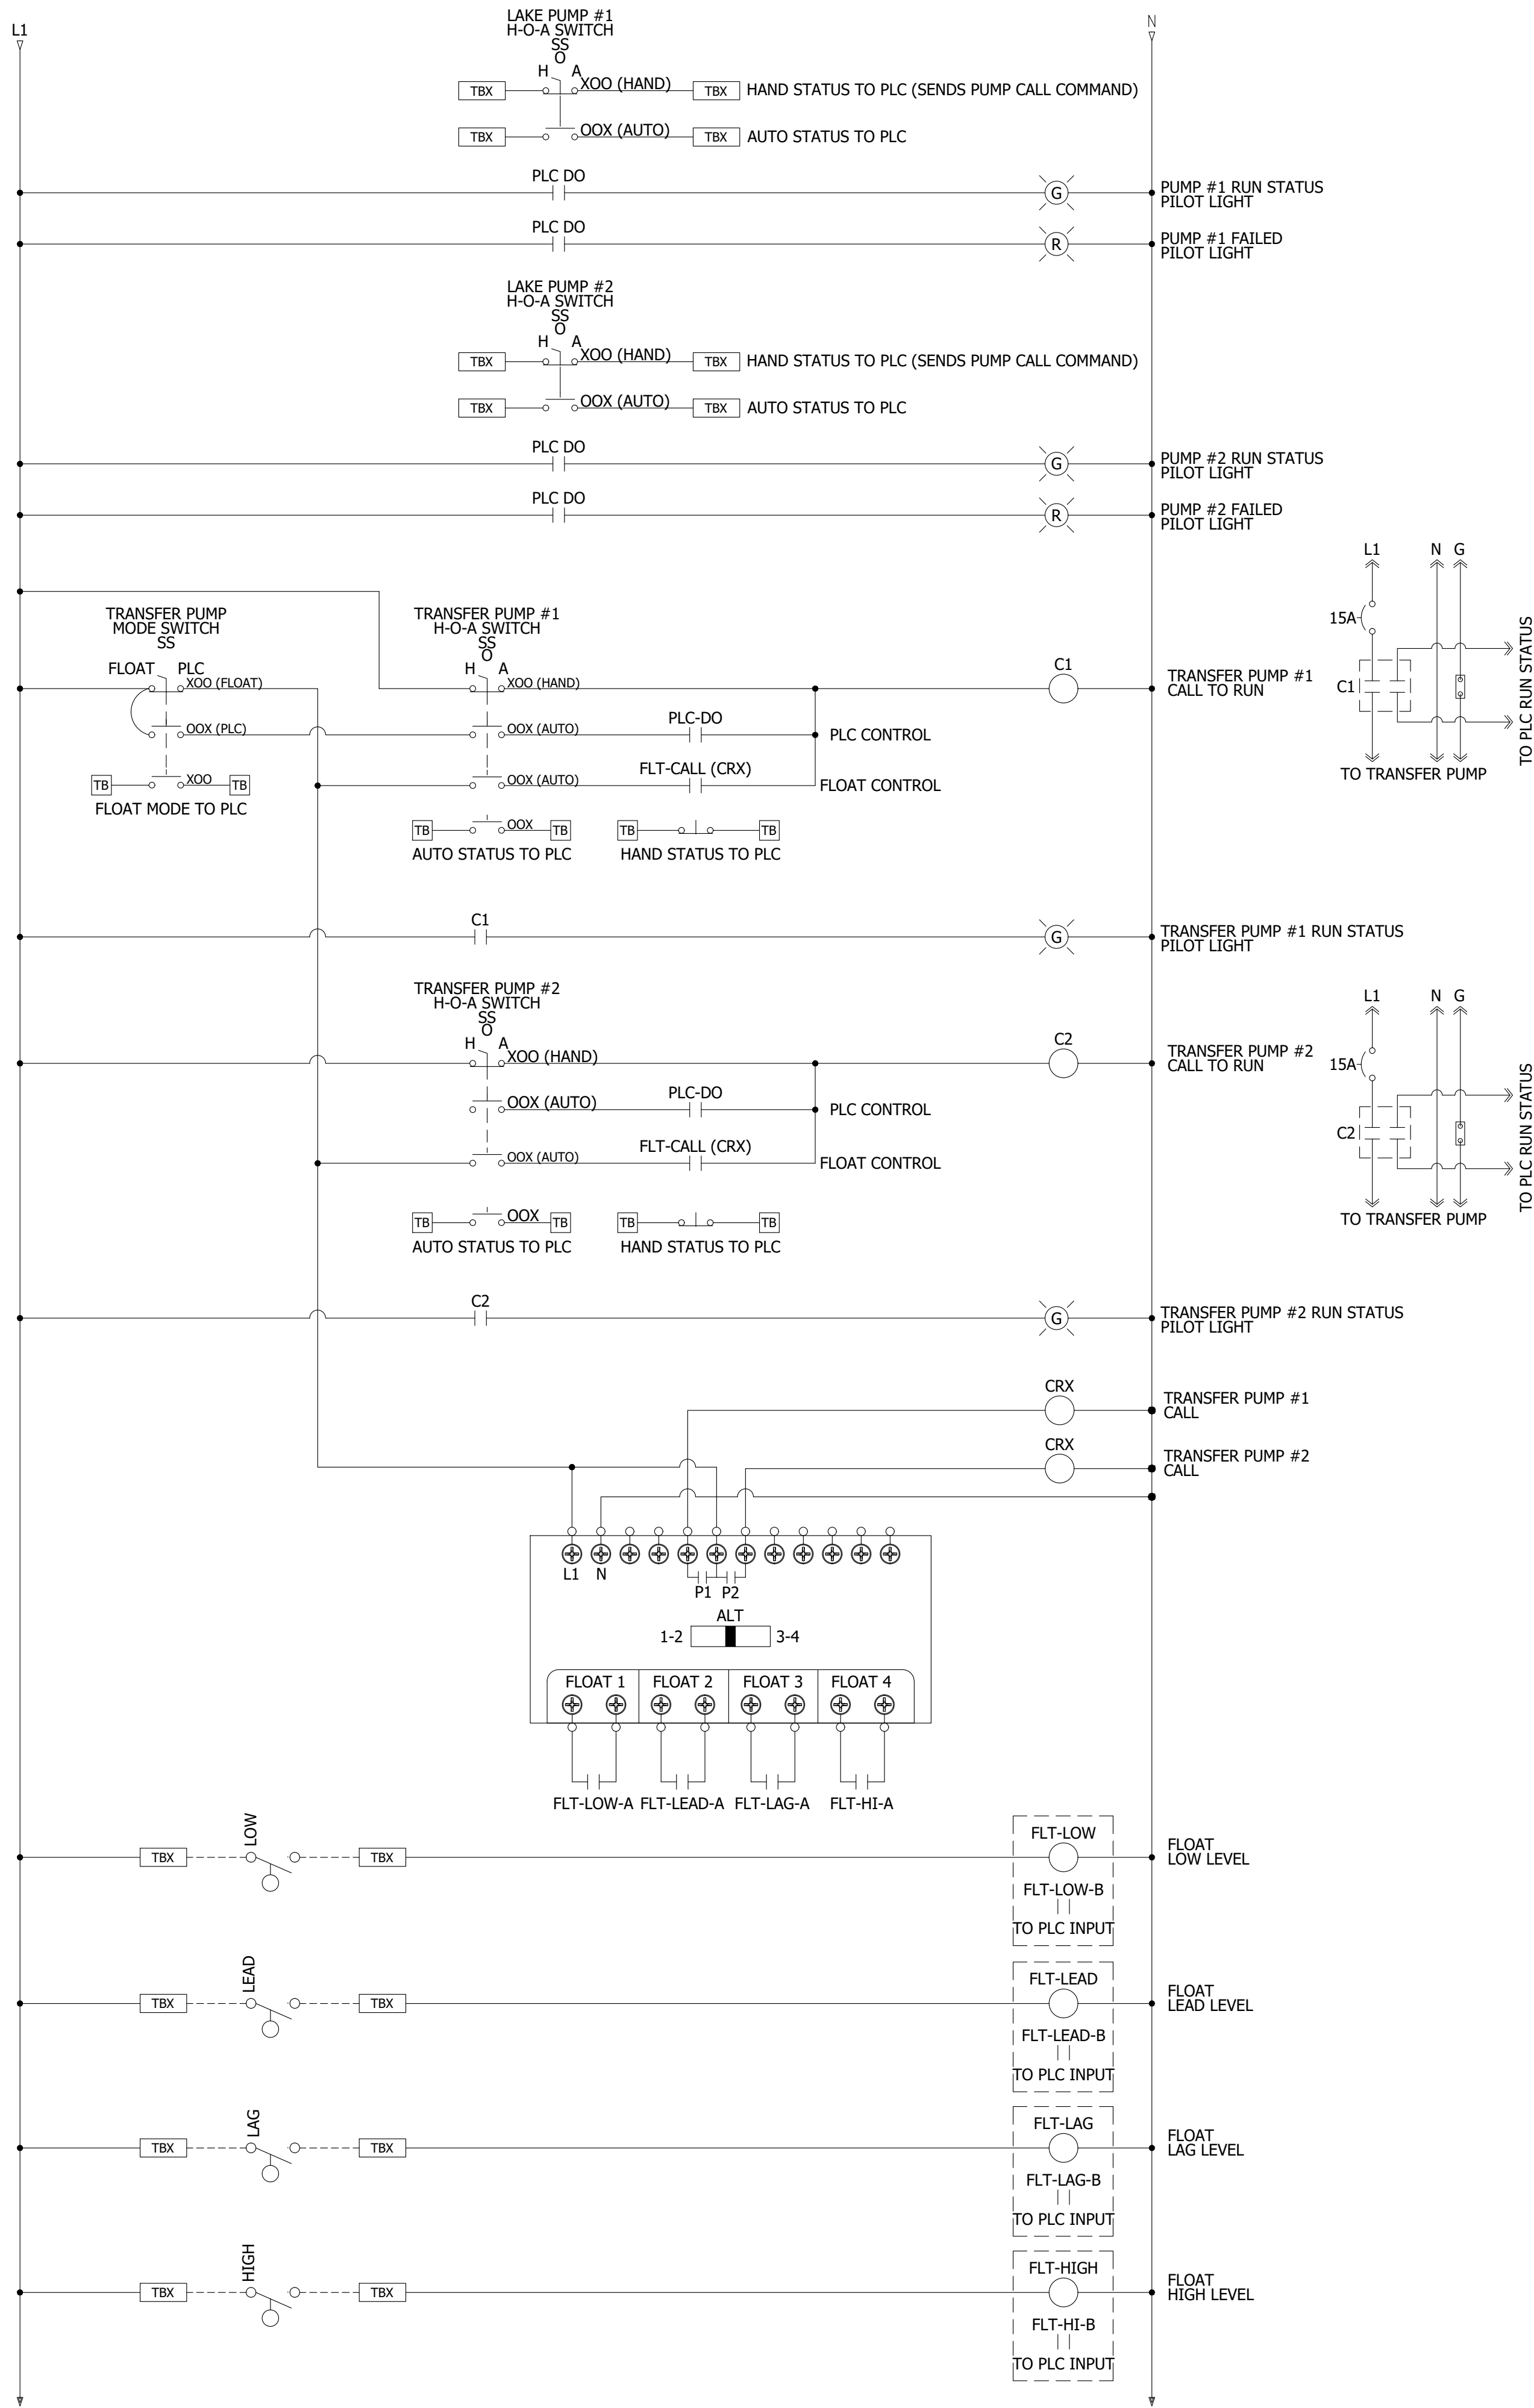 L1
N
LAKE PUMP #1
H-O-A SWITCH
SS
O
H A
TBX XOO (HAND) TBX HAND STATUS TO PLC (SENDS PUMP CALL COMMAND)
TBX OOX (AUTO) TBX AUTO STATUS TO PLC
PLC DO
G PUMP #1 RUN STATUS
PILOT LIGHT
PLC DO
R PUMP #1 FAILED
PILOT LIGHT
LAKE PUMP #2
H-O-A SWITCH
SS
O
H A
TBX XOO (HAND) TBX HAND STATUS TO PLC (SENDS PUMP CALL COMMAND)
TBX OOX (AUTO) TBX AUTO STATUS TO PLC
PLC DO
G PUMP #2 RUN STATUS
PILOT LIGHT
PLC DO
R PUMP #2 FAILED
PILOT LIGHT
TRANSFER PUMP
MODE SWITCH
SS
FLOAT PLC
XOO (FLOAT)
OOX (PLC)
TB XOO TB
FLOAT MODE TO PLC
TRANSFER PUMP #1
H-O-A SWITCH
SS
O
H A
XOO (HAND)
C1
TRANSFER PUMP #1
CALL TO RUN
OOX (AUTO) PLC-DO PLC CONTROL
OOX (AUTO) FLT-CALL (CRX) FLOAT CONTROL
TB OOX TB
AUTO STATUS TO PLC
TB TB
HAND STATUS TO PLC
L1 N G
15A
C1
TO TRANSFER PUMP
TO PLC RUN STATUS
C1
G TRANSFER PUMP #1 RUN STATUS
PILOT LIGHT
TRANSFER PUMP #2
H-O-A SWITCH
SS
O
H A
XOO (HAND)
C2
TRANSFER PUMP #2
CALL TO RUN
OOX (AUTO) PLC-DO PLC CONTROL
OOX (AUTO) FLT-CALL (CRX) FLOAT CONTROL
TB OOX TB
AUTO STATUS TO PLC
TB TB
HAND STATUS TO PLC
L1 N G
15A
C2
TO TRANSFER PUMP
TO PLC RUN STATUS
C2
G TRANSFER PUMP #2 RUN STATUS
PILOT LIGHT
CRX
TRANSFER PUMP #1
CALL
CRX
TRANSFER PUMP #2
CALL
L1 N
P1 P2
ALT
1-2 3-4
FLOAT 1 FLOAT 2 FLOAT 3 FLOAT 4
FLT-LOW-A FLT-LEAD-A FLT-LAG-A FLT-HI-A
TBX LOW TBX
FLT-LOW
FLOAT
LOW LEVEL
FLT-LOW-B
TO PLC INPUT
TBX LEAD TBX
FLT-LEAD
FLOAT
LEAD LEVEL
FLT-LEAD-B
TO PLC INPUT
TBX LAG TBX
FLT-LAG
FLOAT
LAG LEVEL
FLT-LAG-B
TO PLC INPUT
TBX HIGH TBX
FLT-HIGH
FLOAT
HIGH LEVEL
FLT-HI-B
TO PLC INPUT